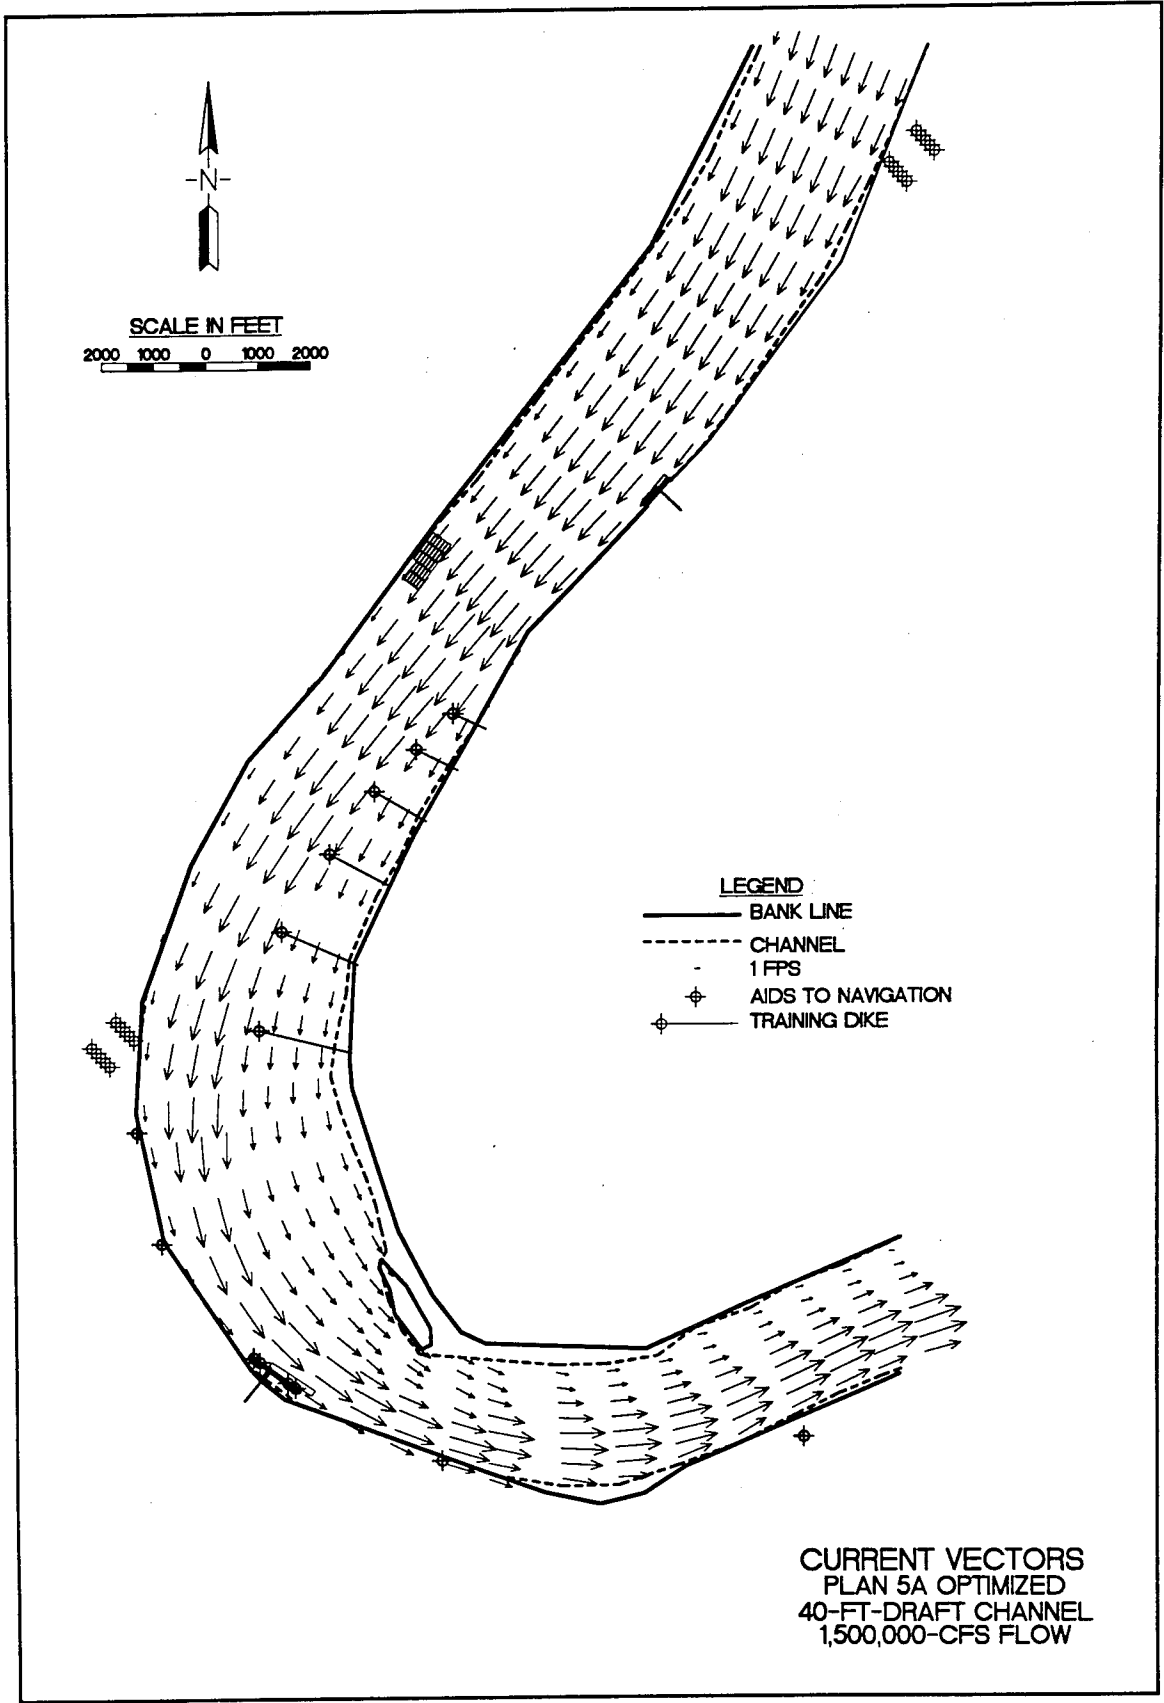 -N-
SCALE IN FEET
2000 1000 0 1000 2000
LEGEND
BANK LINE
CHANNEL
1 FPS
AIDS TO NAVIGATION
TRAINING DIKE
CURRENT VECTORS
PLAN 5A OPTIMIZED
40-FT-DRAFT CHANNEL
1,500,000-CFS FLOW